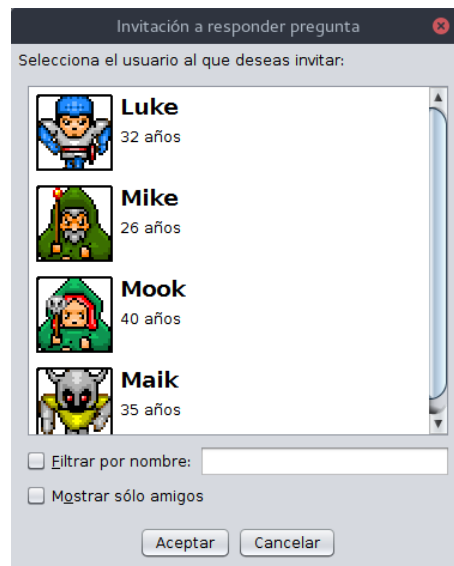 Invitación a responder pregunta
Selecciona el usuario al que deseas invitar:
Luke
32 años
Mike
26 años
Mook
40 años
Maik
35 años
Filtrar por nombre:
Mostrar sólo amigos
Aceptar Cancelar